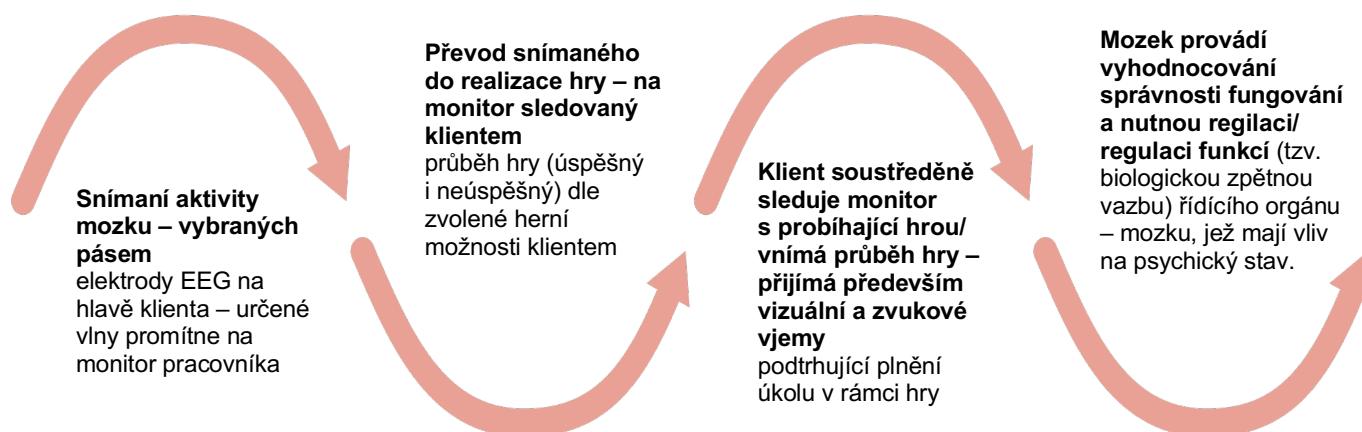 Snímaní aktivity
mozku – vybraných
pásem
elektrody EEG na
hlavě klienta – určené
vlny promítne na
monitor pracovníka
Převod snímaného
do realizace hry – na
monitor sledovaný
klientem
průběh hry (úspěšný
i neúspěšný) dle
zvolené herní
možnosti klientem
Klient soustředěně
sleduje monitor
s probíhající hrou/
vnímá průběh hry –
přijímá především
vizuální a zvukové
vjemy
podtrhující plnění
úkolu v rámci hry
Mozek provádí
vyhodnocování
správnosti fungování
a nutnou regilaci/
regulaci funkcí (tzv.
biologickou zpětnou
vazbu) řídícího orgánu
– mozku, jež mají vliv
na psychický stav.